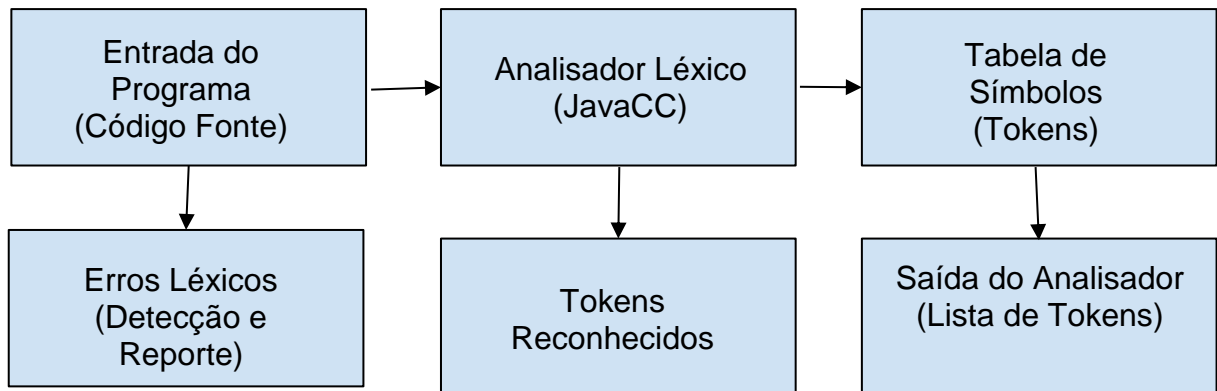 Entrada do
Programa
(Código Fonte)
Analisador Léxico
(JavaCC)
Tabela de
Símbolos
(Tokens)
Erros Léxicos
(Detecção e
Reporte)
Tokens
Reconhecidos
Saída do Analisador
(Lista de Tokens)